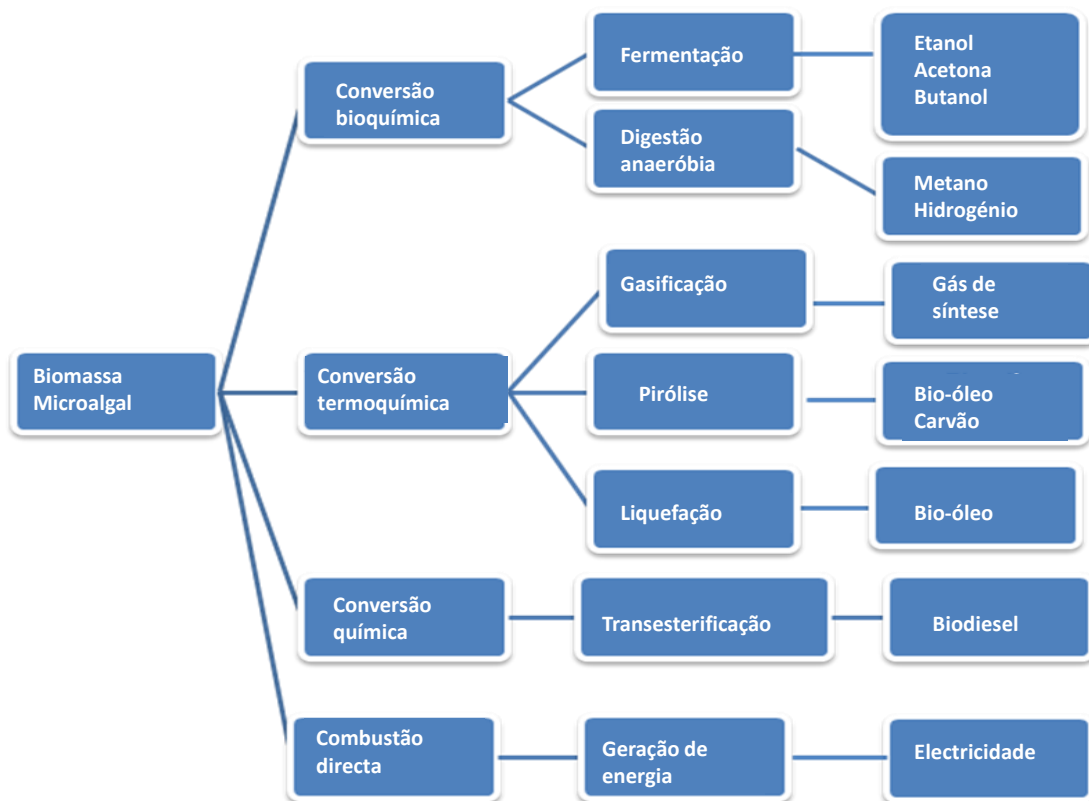 Biomassa
Microalgal
Conversão
bioquímica
Fermentação
Etanol
Acetona
Butanol
Digestão
anaeróbia
Metano
Hidrogénio
Conversão
termoquímica
Gasificação
Gás de
síntese
Pirólise
Bio-óleo
Carvão
Liquefação
Bio-óleo
Conversão
química
Transesterificação
Biodiesel
Combustão
directa
Geração de
energia
Electricidade